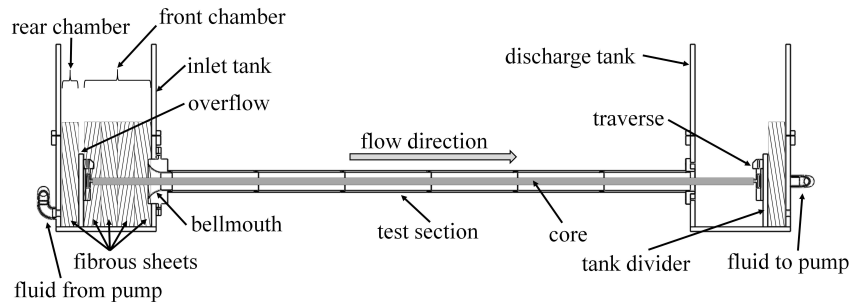 rear chamber
front chamber
inlet tank
overflow
discharge tank
traverse
flow direction
bellmouth
test section
core
fibrous sheets
tank divider
fluid to pump
fluid from pump